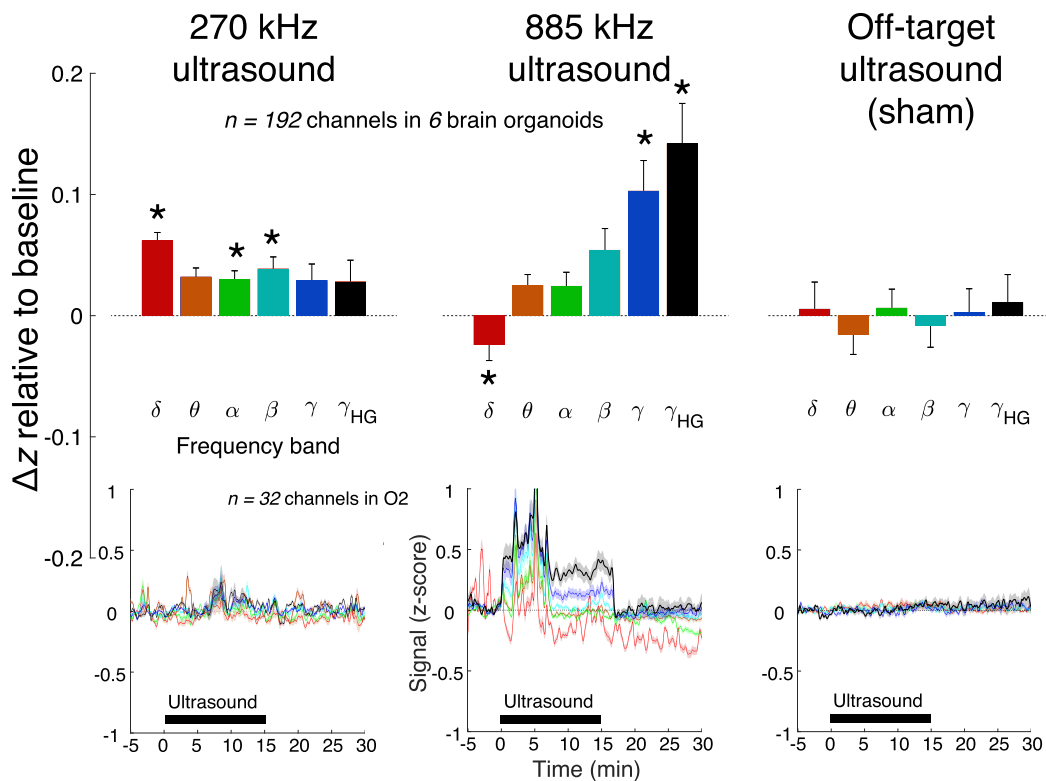 270 kHz
ultrasound
885 kHz
ultrasound
Off-target
ultrasound
(sham)
n = 192 channels in 6 brain organoids
Δz relative to baseline
0.2
0.1
0
-0.1
-0.2
*
*
*
*
*
*
δ θ α β γ γHG
δ θ α β γ γHG
δ θ α β γ γHG
Frequency band
n = 32 channels in O2
1
0.5
0
-0.5
-1
Ultrasound
-5 0 5 10 15 20 25 30
Signal (z-score)
1
0.5
0
-0.5
-1
Ultrasound
-5 0 5 10 15 20 25 30
Time (min)
1
0.5
0
-0.5
-1
Ultrasound
-5 0 5 10 15 20 25 30